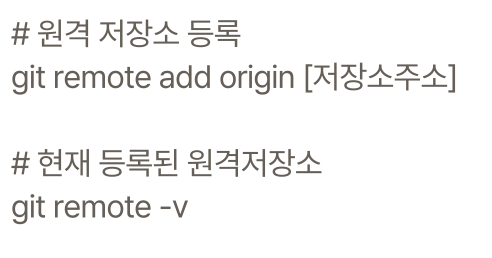 # 원격 저장소 등록
git remote add origin [저장소주소]
# 현재 등록된 원격저장소
git remote -v